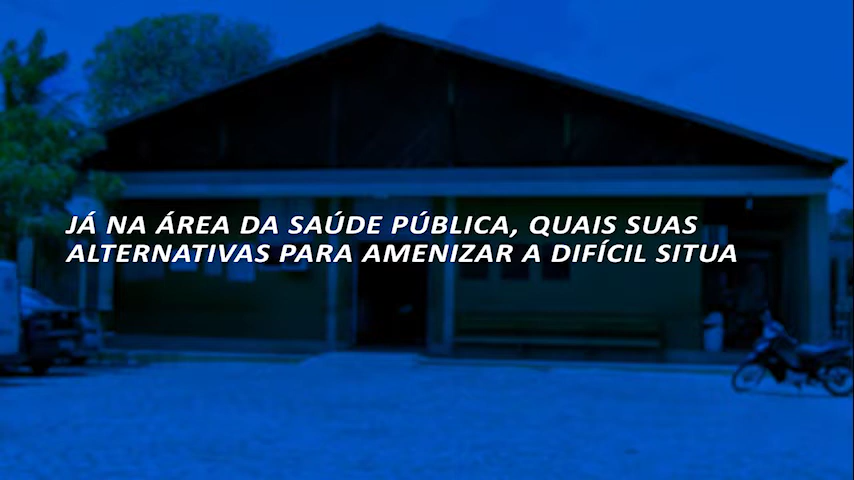 JÁ NA ÁREA DA SAÚDE PÚBLICA, QUAIS SUAS
ALTERNATIVAS PARA AMENIZAR A DIFÍCIL SITUA